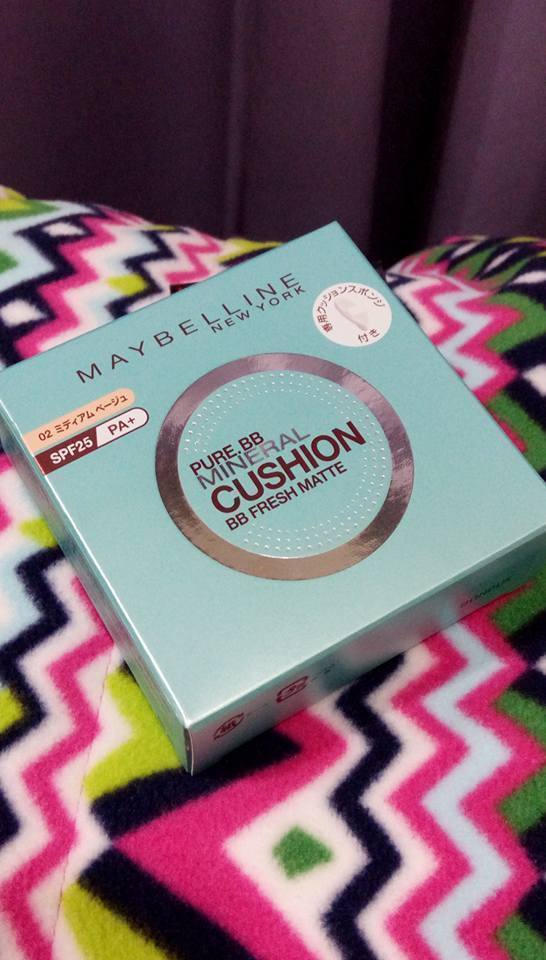 MAYBELLINE
NEW YORK
専用クッションスポンジ
付き
02 ミディアム ベージュ
SPF25 PA+
PURE BB
MINERAL
CUSHION
BB FRESH MATTE